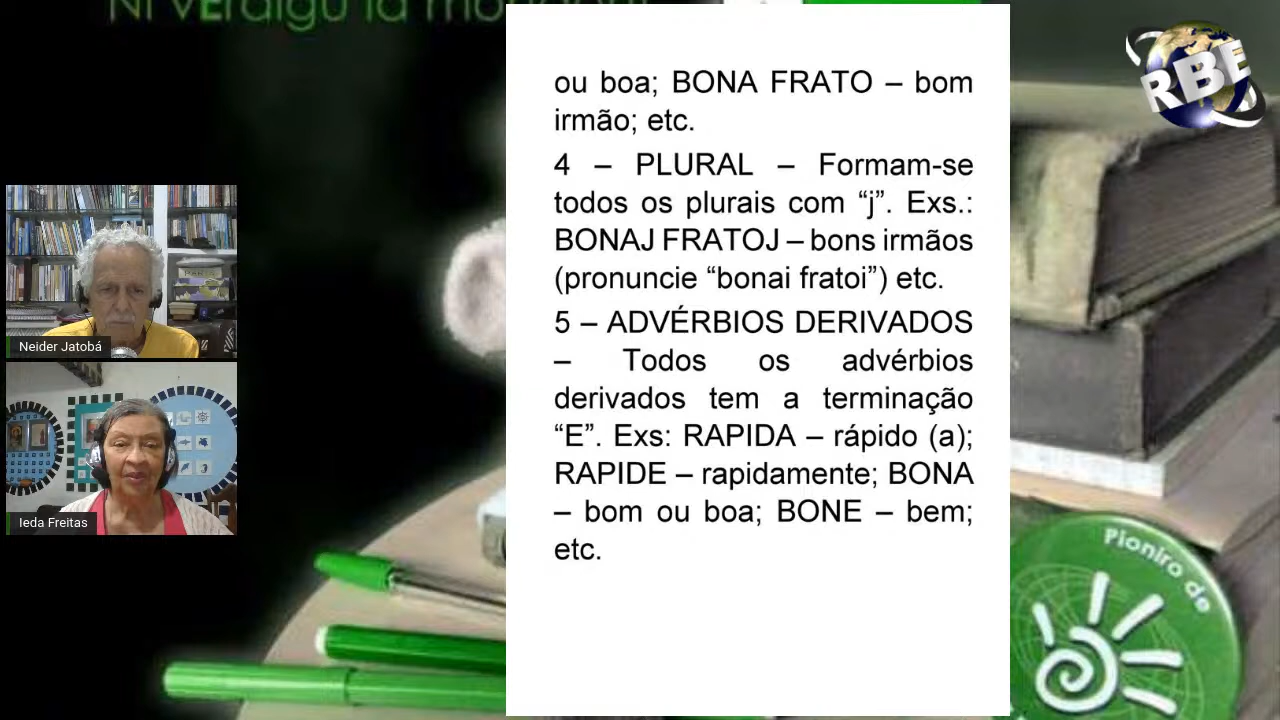 ou boa; BONA FRATO – bom
irmão; etc.
4 – PLURAL – Formam-se
todos os plurais com “j”. Exs.:
BONAJ FRATOJ – bons irmãos
(pronuncie “bonai fratoi”) etc.
5 – ADVÉRBIOS DERIVADOS
– Todos os advérbios
derivados tem a terminação
“E”. Exs: RAPIDA – rápido (a);
RAPIDE – rapidamente; BONA
– bom ou boa; BONE – bem;
etc.
Neider Jatobá
Ieda Freitas
RBE
Pioniro de